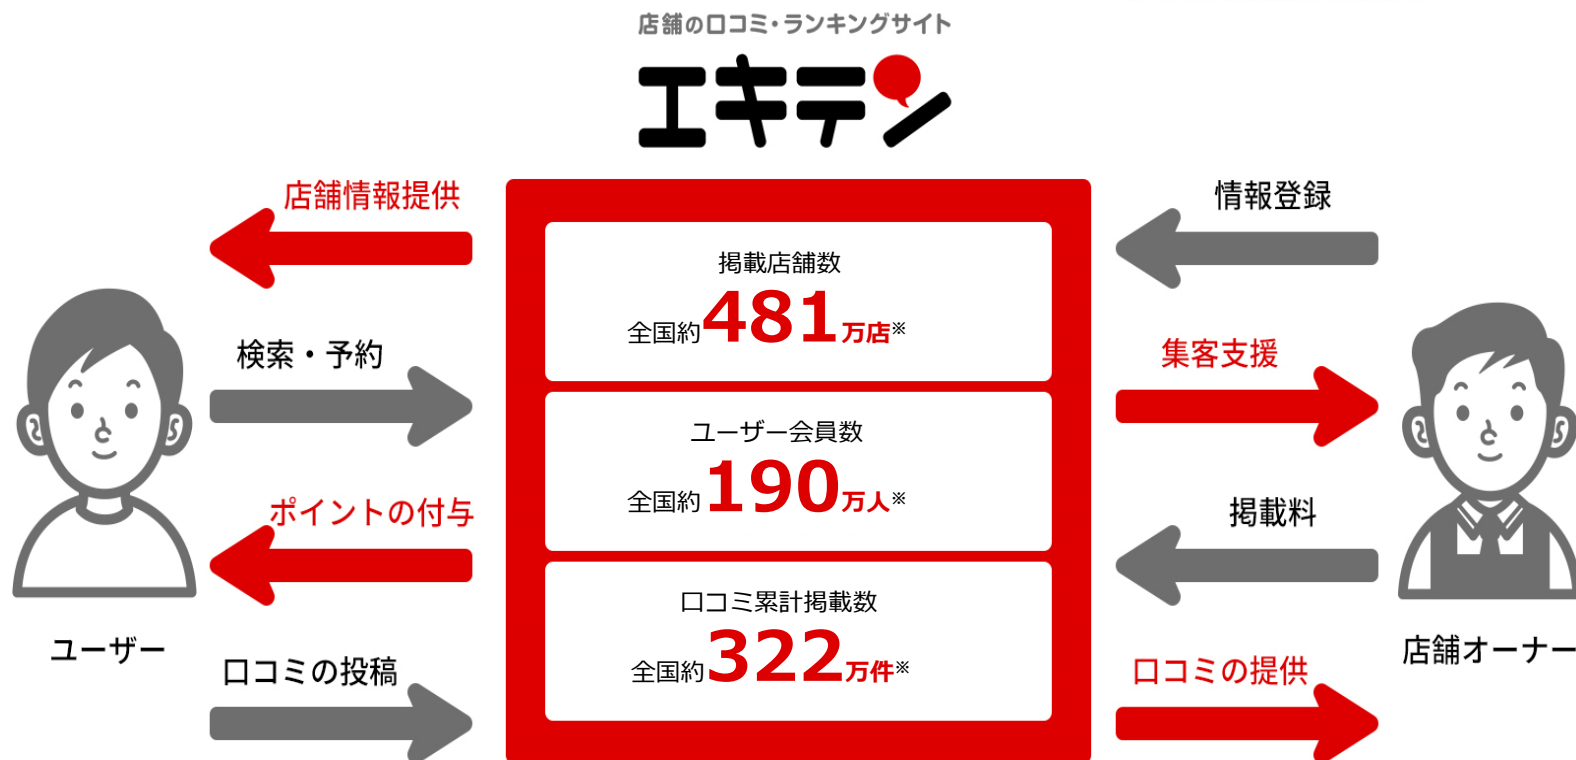 店舗の口コミ・ランキングサイト
エキテン
店舗情報提供
検索・予約
ポイントの付与
口コミの投稿
ユーザー
掲載店舗数
全国約481万店※
ユーザー会員数
全国約190万人※
口コミ累計掲載数
全国約322万件※
情報登録
集客支援
掲載料
口コミの提供
店舗オーナー